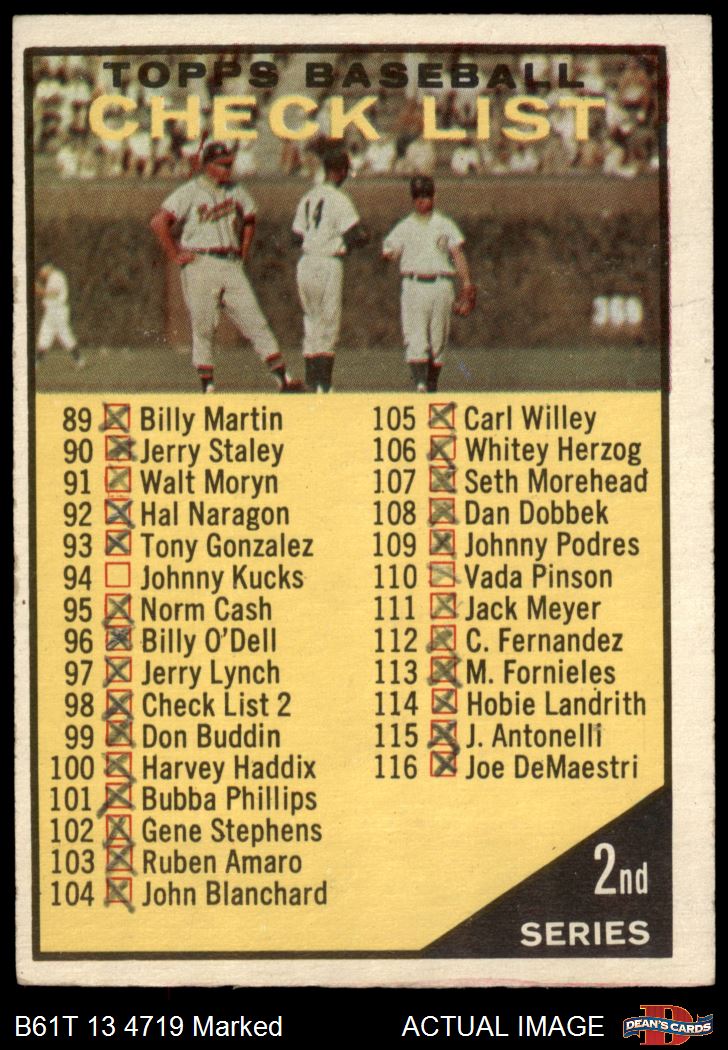 TOPPS BASEBALL
CHECK LIST
Braves
14
368
89 Billy Martin
90 Jerry Staley
91 Walt Moryn
92 Hal Naragon
93 Tony Gonzalez
94 Johnny Kucks
95 Norm Cash
96 Billy O'Dell
97 Jerry Lynch
98 Check List 2
99 Don Buddin
100 Harvey Haddix
101 Bubba Phillips
102 Gene Stephens
103 Ruben Amaro
104 John Blanchard
105 Carl Willey
106 Whitey Herzog
107 Seth Morehead
108 Dan Dobbek
109 Johnny Podres
110 Vada Pinson
111 Jack Meyer
112 C. Fernandez
113 M. Fornieles
114 Hobie Landrith
115 J. Antonelli
116 Joe DeMaestri
2nd
SERIES
B61T 13 4719 Marked
ACTUAL IMAGE
D
DEAN'S CARDS